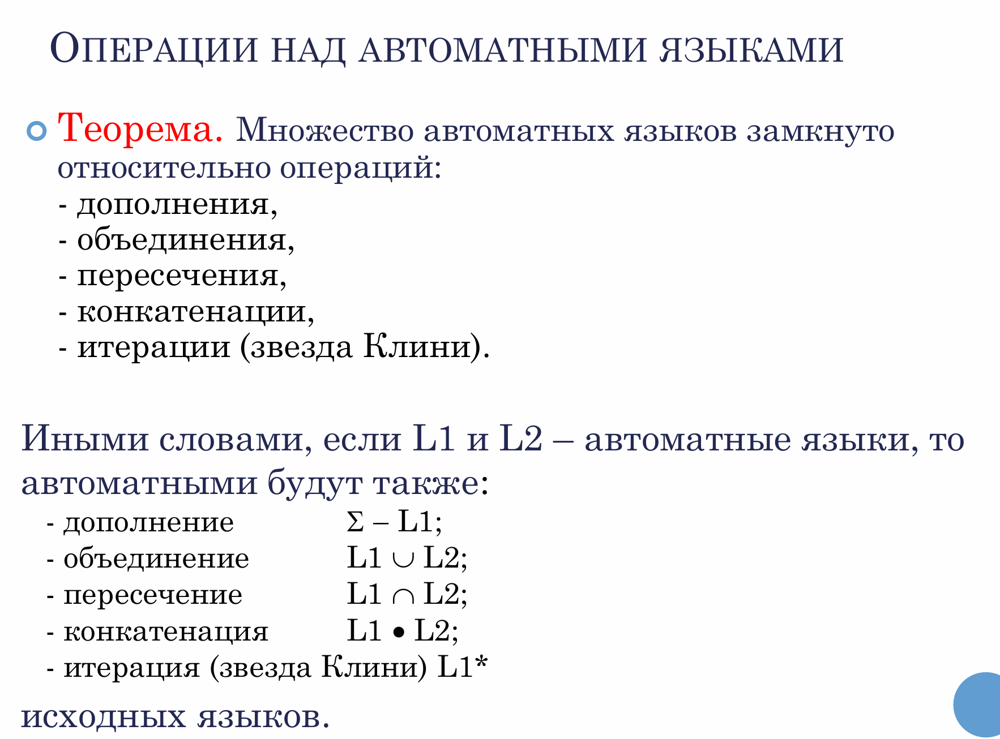 Операции над автоматными языками
Теорема. Множество автоматных языков замкнуто
относительно операций:
- дополнения,
- объединения,
- пересечения,
- конкатенации,
- итерации (звезда Клини).
Иными словами, если L1 и L2 – автоматные языки, то
автоматными будут также:
- дополнение Σ – L1;
- объединение L1 ∪ L2;
- пересечение L1 ∩ L2;
- конкатенация L1 • L2;
- итерация (звезда Клини) L1*
исходных языков.